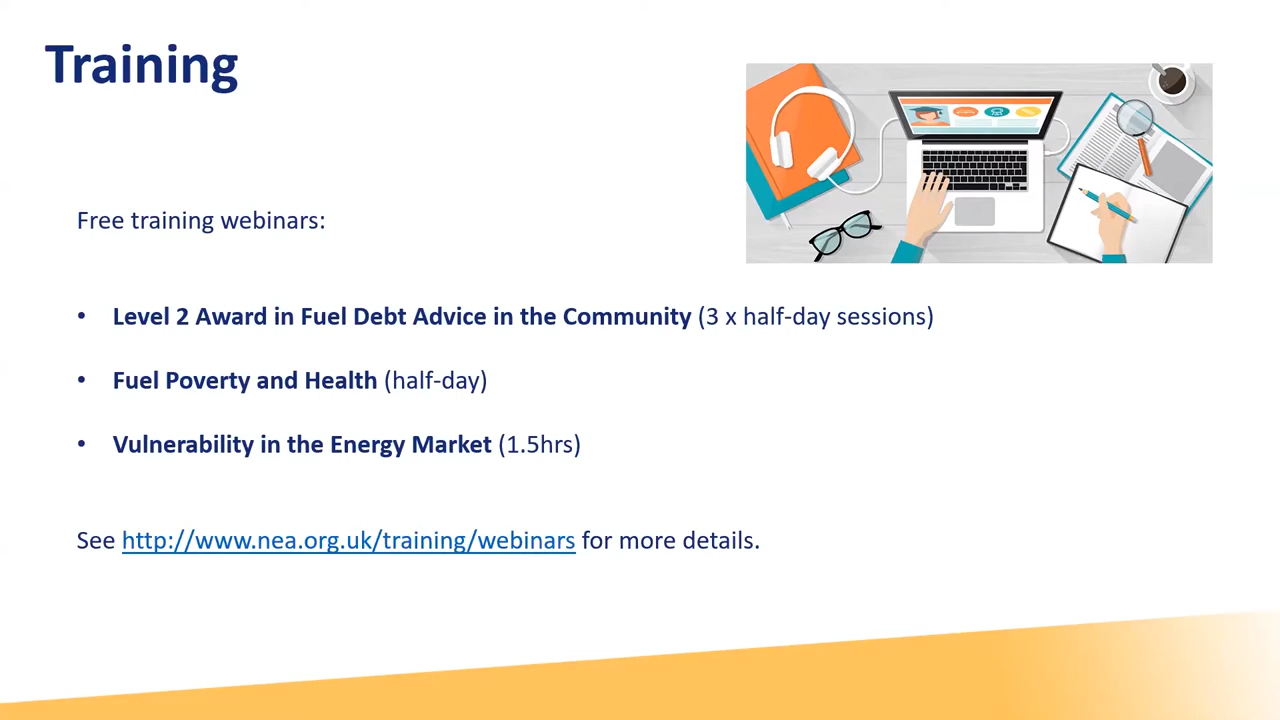 Training
Free training webinars:
• Level 2 Award in Fuel Debt Advice in the Community (3 x half-day sessions)
• Fuel Poverty and Health (half-day)
• Vulnerability in the Energy Market (1.5hrs)
See http://www.nea.org.uk/training/webinars for more details.